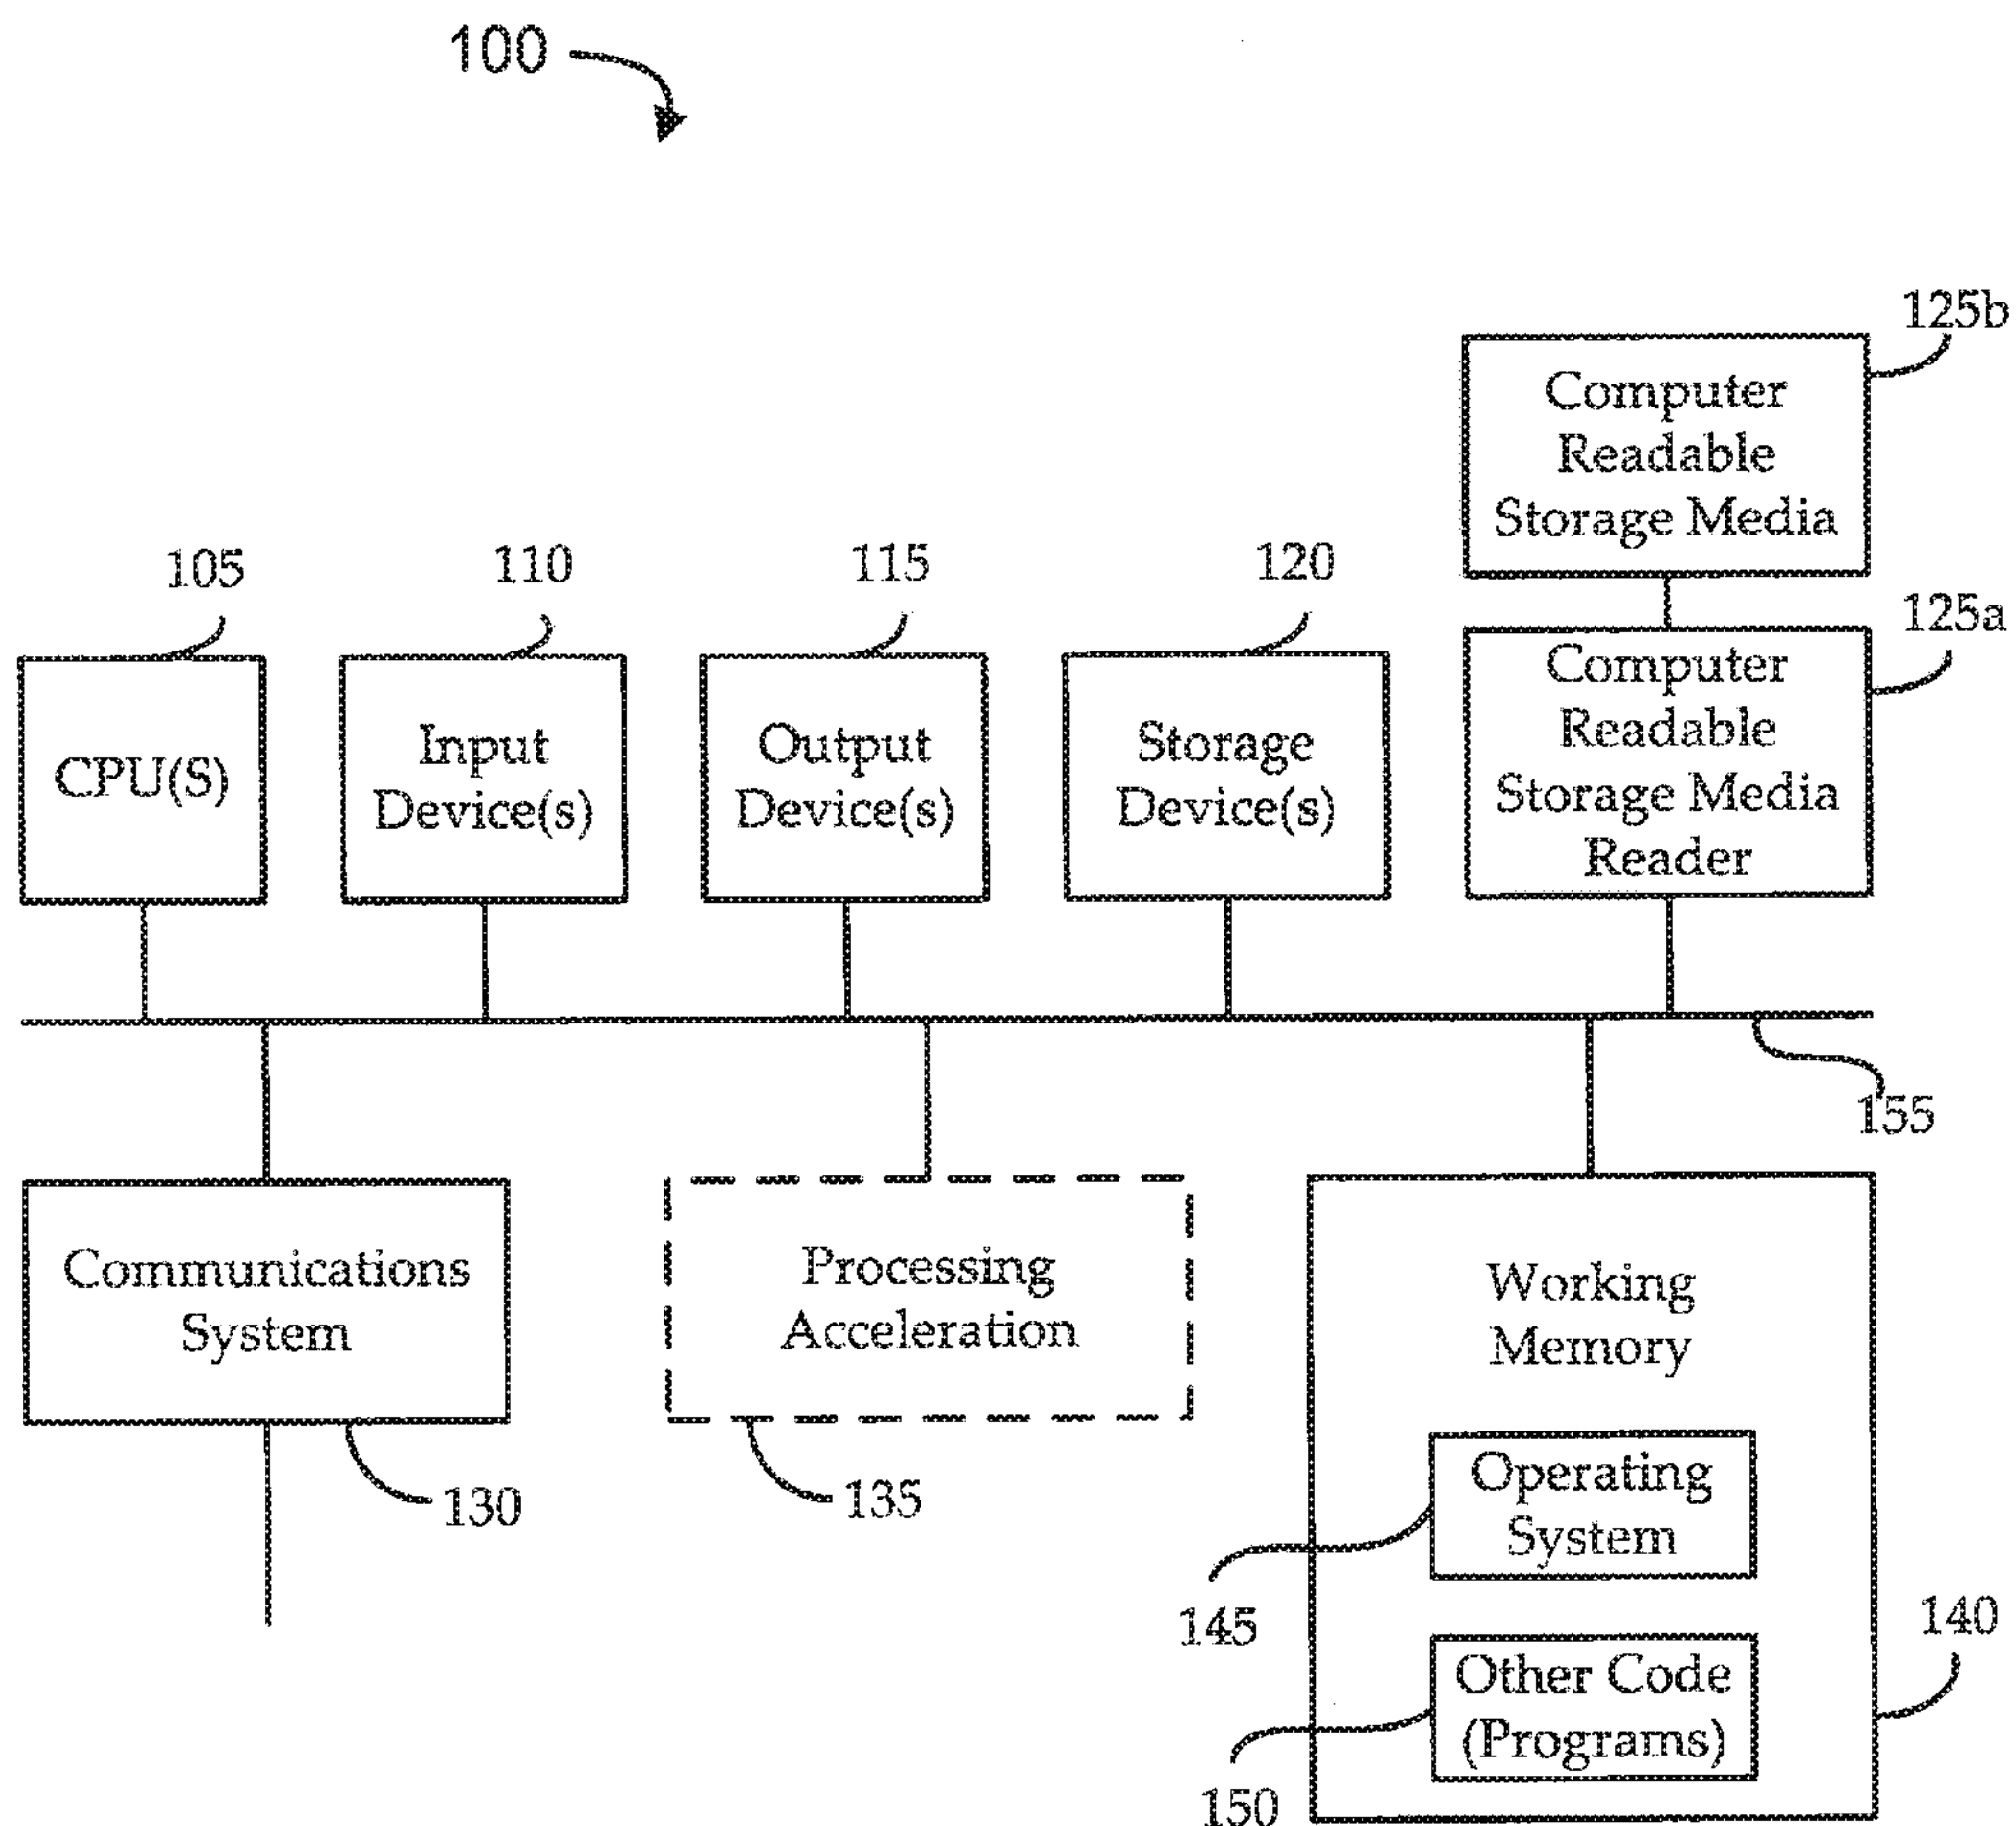 100
125b
Computer
Readable
Storage Media
105
110
115
120
125a
CPU(S)
Input
Device(s)
Output
Device(s)
Storage
Device(s)
Computer
Readable
Storage Media
Reader
155
Communications
System
Processing
Acceleration
Working
Memory
130
135
Operating
System
145
140
Other Code
(Programs)
150